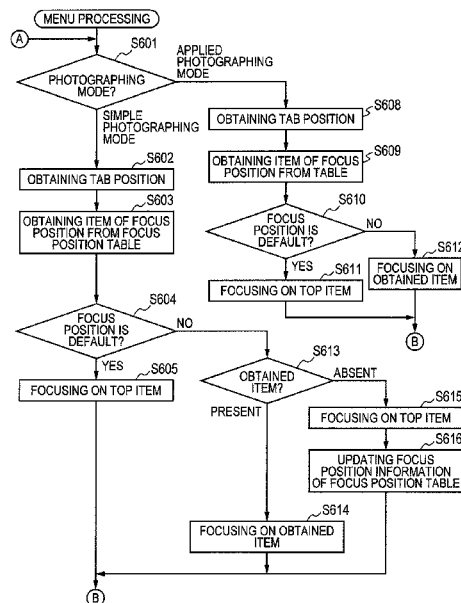 MENU PROCESSING
A
S601
PHOTOGRAPHING
MODE?
APPLIED
PHOTOGRAPHING
MODE
SIMPLE
PHOTOGRAPHING
MODE
S602
OBTAINING TAB POSITION
S603
OBTAINING ITEM OF FOCUS
POSITION FROM FOCUS
POSITION TABLE
S608
OBTAINING TAB POSITION
S609
OBTAINING ITEM OF FOCUS
POSITION FROM TABLE
S610
FOCUS
POSITION IS
DEFAULT?
NO
YES
S611
FOCUSING ON TOP ITEM
S612
FOCUSING ON
OBTAINED ITEM
B
S604
FOCUS
POSITION IS
DEFAULT?
NO
YES
S605
FOCUSING ON TOP ITEM
S613
OBTAINED
ITEM?
ABSENT
PRESENT
S615
FOCUSING ON TOP ITEM
S616
UPDATING FOCUS
POSITION INFORMATION
OF FOCUS POSITION TABLE
S614
FOCUSING ON OBTAINED
ITEM
B